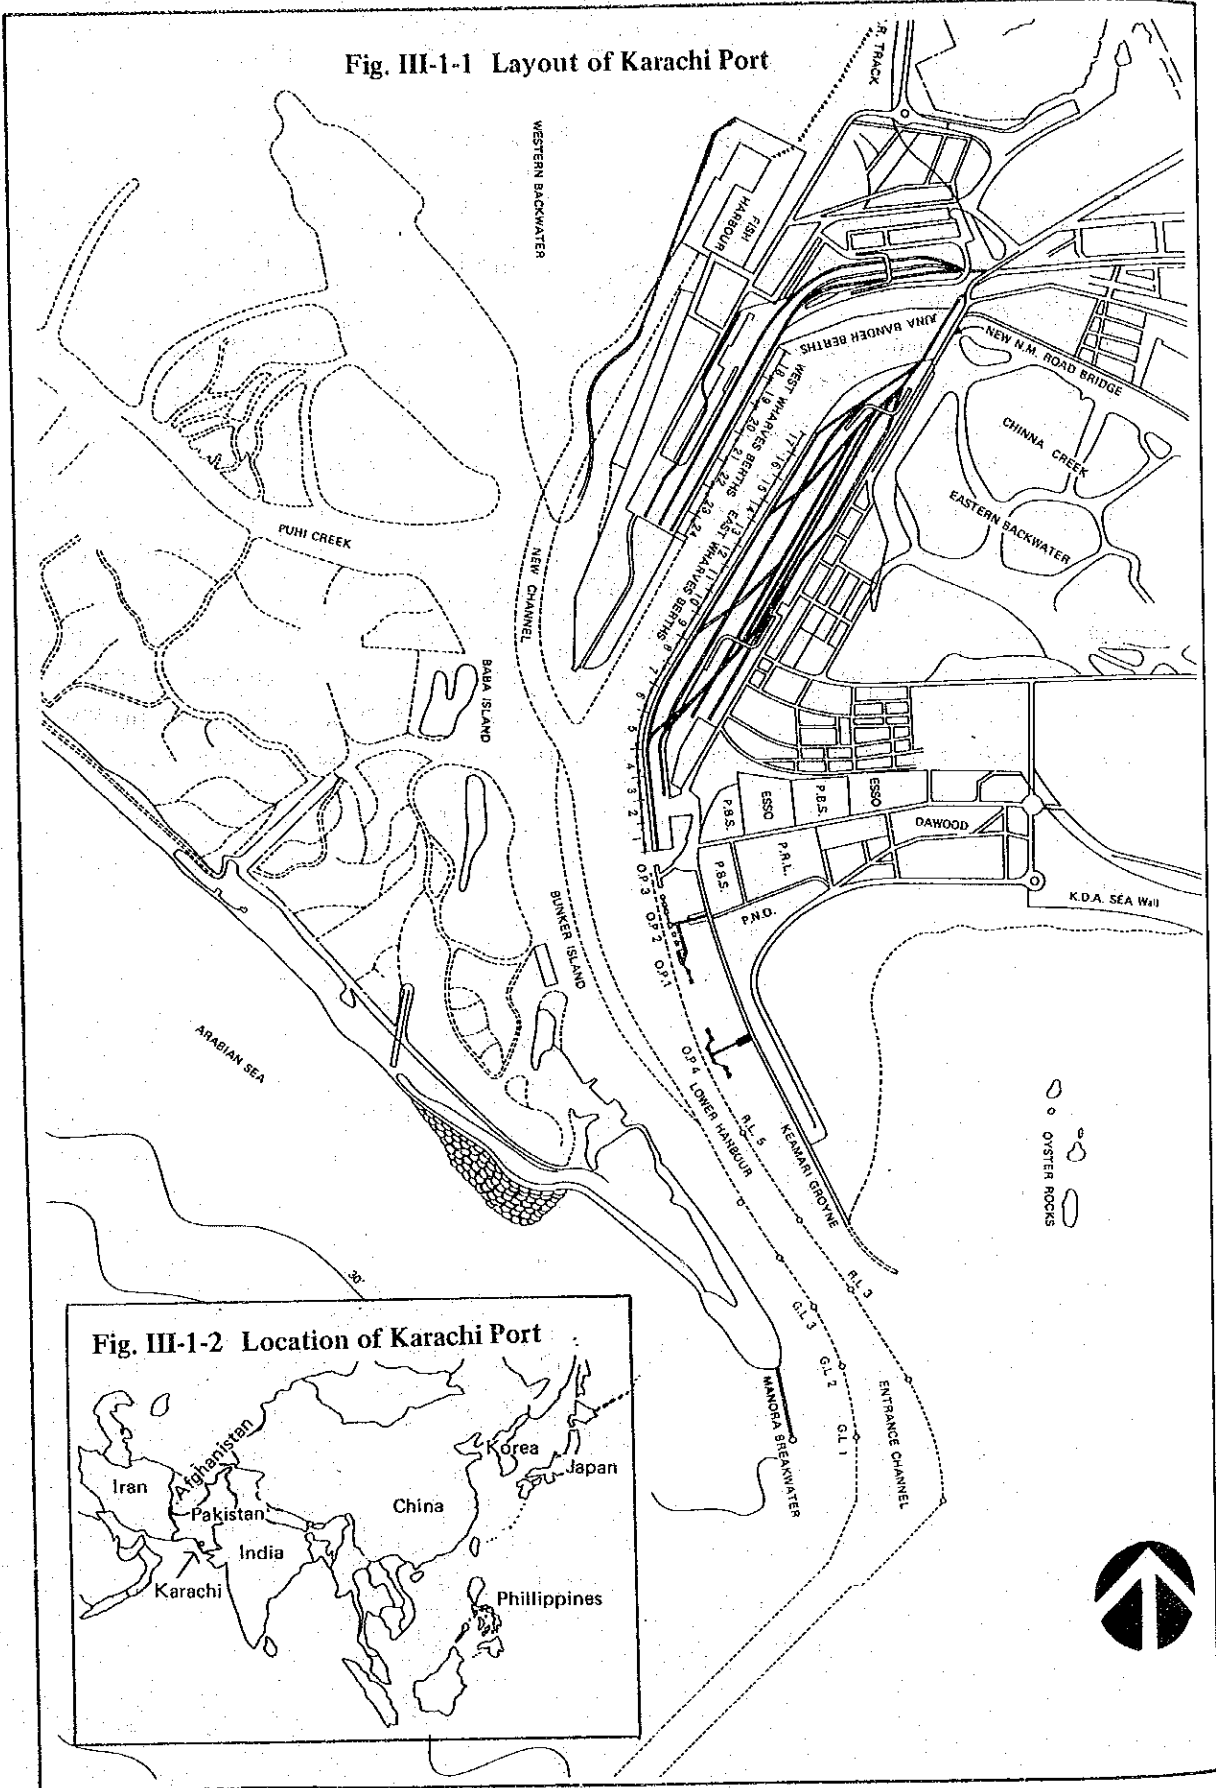 Fig. III-1-1 Layout of Karachi Port
R. TRACK
WESTERN BACKWATER
FISH HARBOUR
JUNA BANDER BERTHS
NEW N.M. ROAD BRIDGE
CHINNA CREEK
EASTERN BACKWATER
WEST WHARVES BERTHS
18 19 20 21 22 23 24
EAST WHARVES BERTHS
17 16 15 14 13 12 11 10 9 8 7 6 5 4 3 2 1
PUHI CREEK
NEW CHANNEL
BABA ISLAND
P.B.S.
ESSO
P.B.S.
ESSO
DAWOOD
P.B.S.
P.R.L.
P.N.O.
K.D.A. SEA Wall
O.P 3
O.P 2
O.P.1
O.P 4
BUNKER ISLAND
ARABIAN SEA
LOWER HARBOUR
R.L. 5
KEAMARI GROYNE
OYSTER ROCKS
R.L 3
G.L 3
G.L 2
G.L 1
ENTRANCE CHANNEL
MANORA BREAKWATER
30'
Fig. III-1-2 Location of Karachi Port
Iran
Afghanistan
Pakistan
India
Karachi
China
Korea
Japan
Phillippines